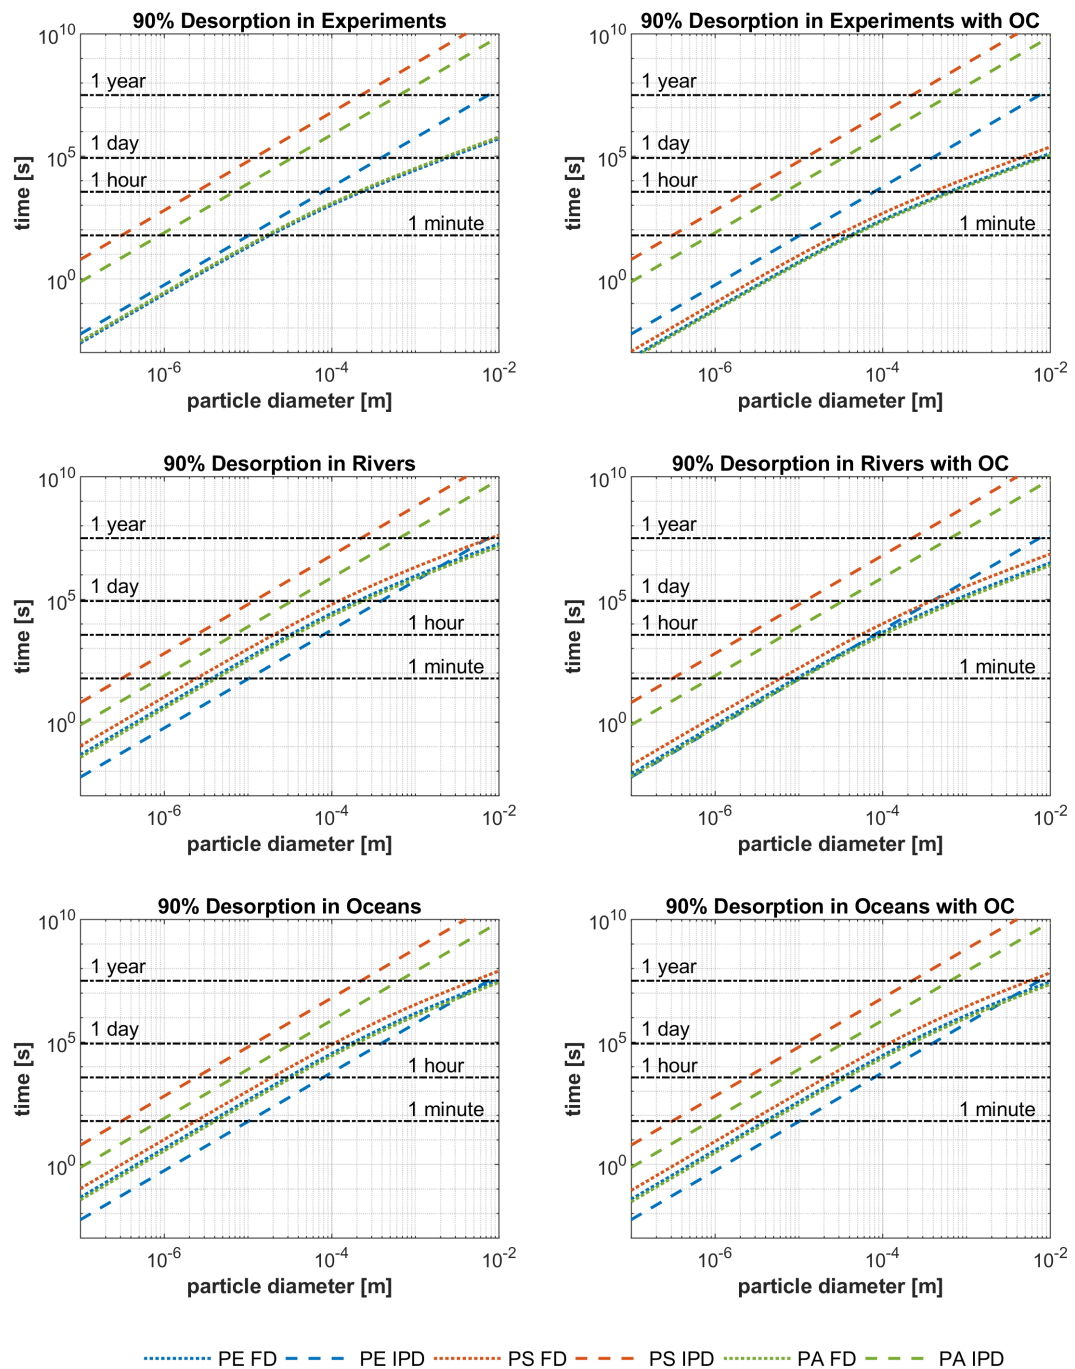 90% Desorption in Experiments
10^10
1 year
1 day
10^5
1 hour
1 minute
10^0
time [s]
10^-6
10^-4
10^-2
particle diameter [m]
90% Desorption in Experiments with OC
10^10
1 year
1 day
10^5
1 hour
1 minute
10^0
time [s]
10^-6
10^-4
10^-2
particle diameter [m]
90% Desorption in Rivers
10^10
1 year
1 day
10^5
1 hour
1 minute
10^0
time [s]
10^-6
10^-4
10^-2
particle diameter [m]
90% Desorption in Rivers with OC
10^10
1 year
1 day
10^5
1 hour
1 minute
10^0
time [s]
10^-6
10^-4
10^-2
particle diameter [m]
90% Desorption in Oceans
10^10
1 year
1 day
10^5
1 hour
1 minute
10^0
time [s]
10^-6
10^-4
10^-2
particle diameter [m]
90% Desorption in Oceans with OC
10^10
1 year
1 day
10^5
1 hour
1 minute
10^0
time [s]
10^-6
10^-4
10^-2
particle diameter [m]
PE FD PE IPD PS FD PS IPD PA FD PA IPD